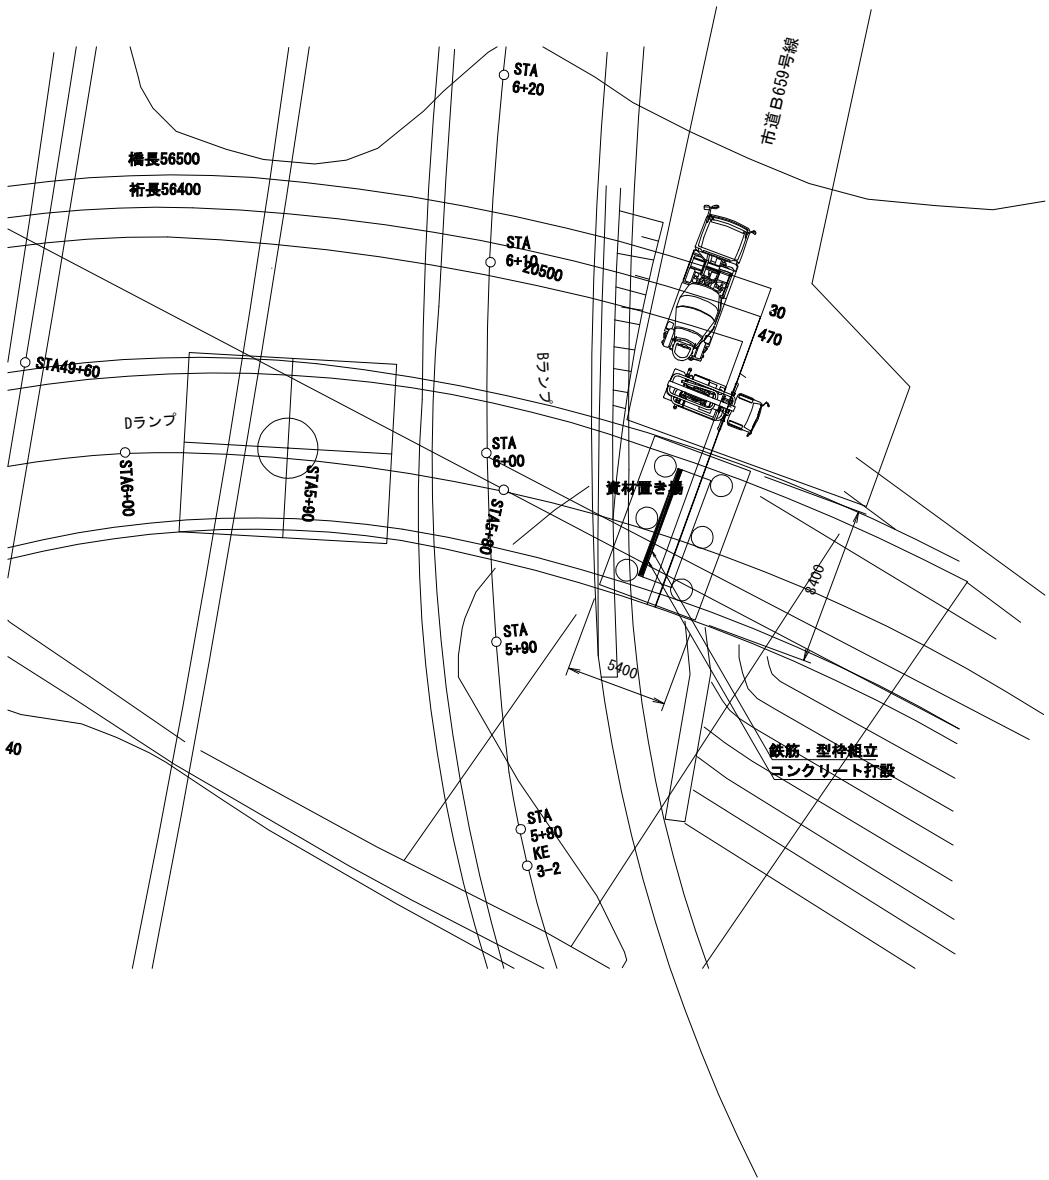 STA
6+20
市道B659号線
橋長56500
桁長56400
STA
6+10
20500
30
470
STA49+60
Bランプ
Dランプ
STA
6+00
STA6+00
STA5+90
STA5+80
資材置き場
8400
STA
5+90
5400
40
鉄筋・型枠組立
コンクリート打設
STA
5+80
KE
3-2